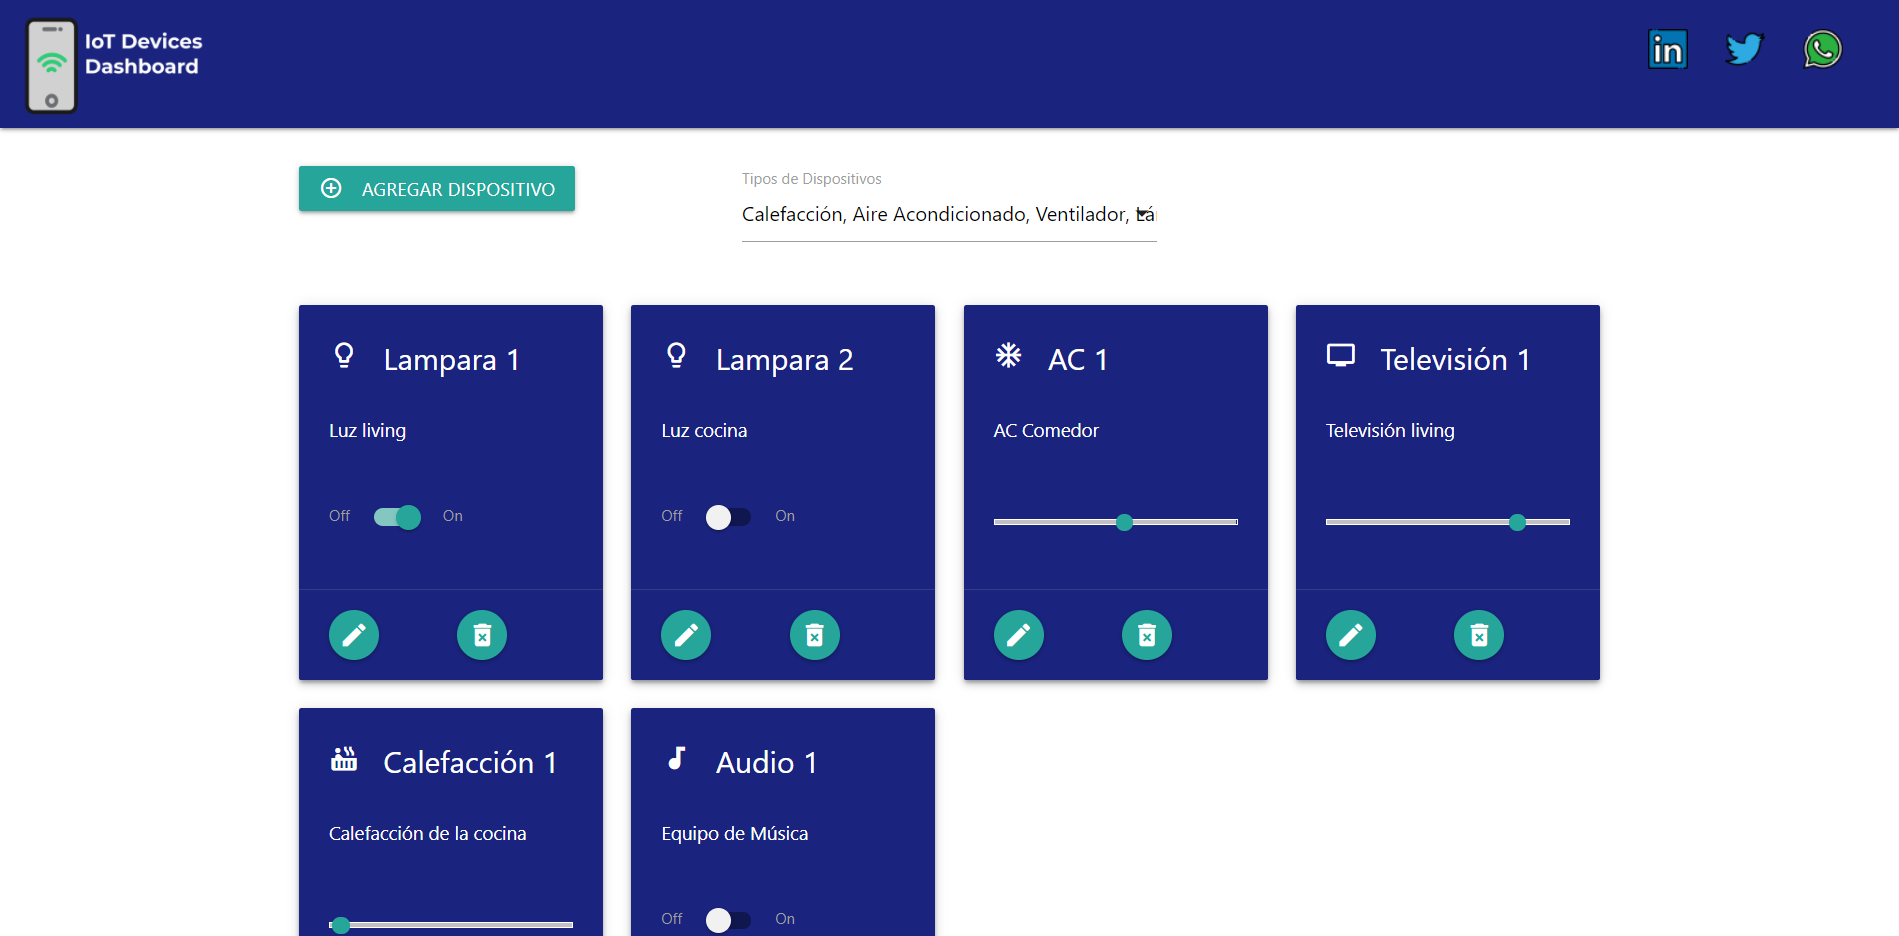 IoT Devices
Dashboard
in
AGREGAR DISPOSITIVO
Tipos de Dispositivos
Calefacción, Aire Acondicionado, Ventilador, Lá
Lampara 1
Luz living
Off On
Lampara 2
Luz cocina
Off On
AC 1
AC Comedor
Televisión 1
Televisión living
Calefacción 1
Calefacción de la cocina
Audio 1
Equipo de Música
Off On